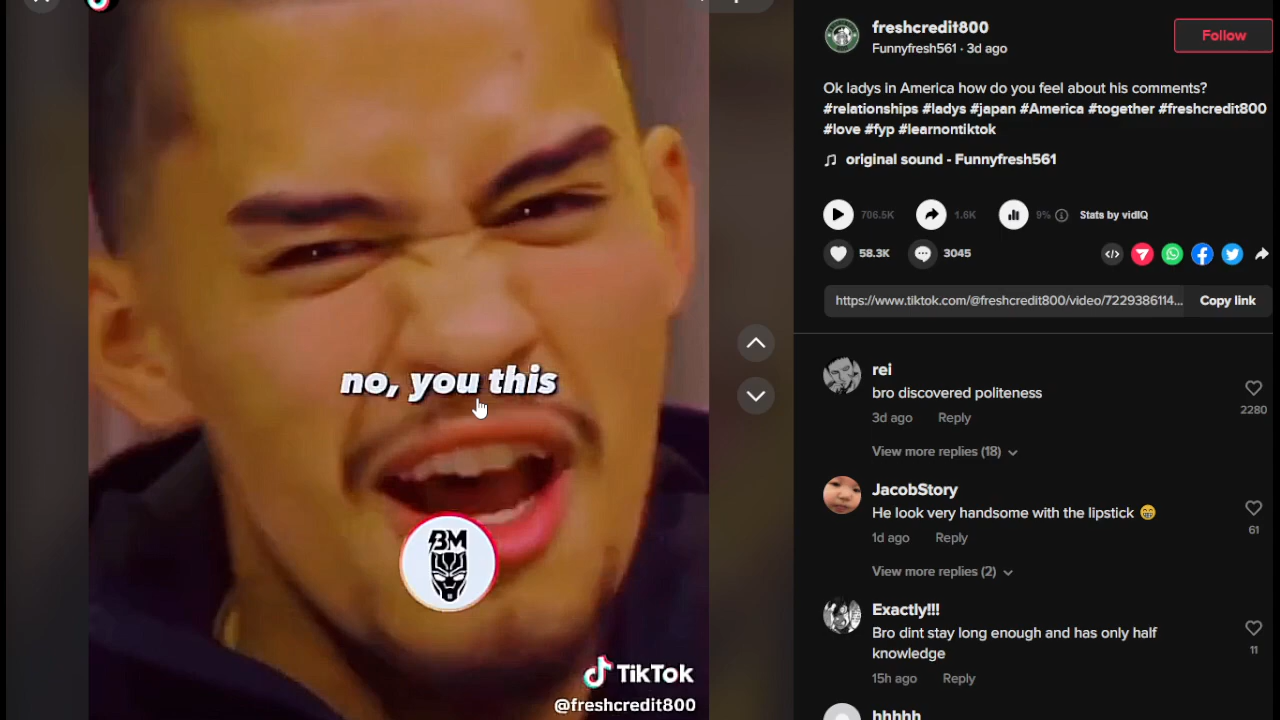 freshcredit800
Funnyfresh561 · 3d ago
Follow
Ok ladys in America how do you feel about his comments?
#relationships #ladys #japan #America #together #freshcredit800
#love #fyp #learnontiktok
original sound - Funnyfresh561
706.5K
1.6K
9%
Stats by vidIQ
58.3K
3045
https://www.tiktok.com/@freshcredit800/video/7229386114...
Copy link
rei
bro discovered politeness
2280
3d ago Reply
View more replies (18)
JacobStory
He look very handsome with the lipstick 😁
61
1d ago Reply
View more replies (2)
Exactly!!!
Bro dint stay long enough and has only half
knowledge
11
15h ago Reply
hhhhh
no, you this
BM
TikTok
@freshcredit800